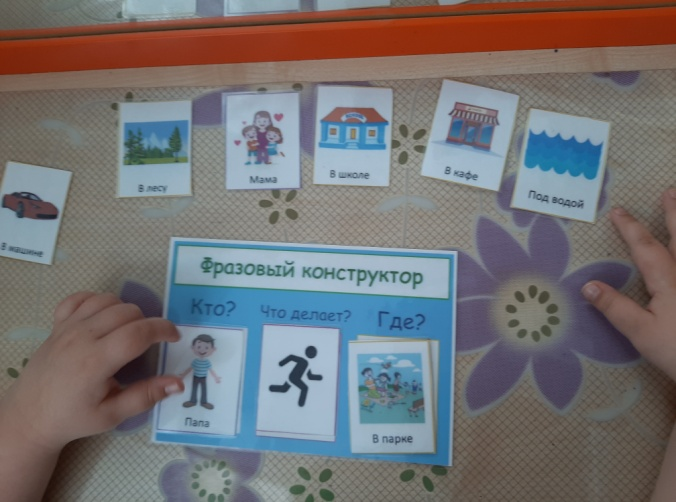 В лесу
Мама
В школе
В кафе
Под водой
В машине
Фразовый конструктор
Кто?
Что делает?
Где?
Папа
В парке